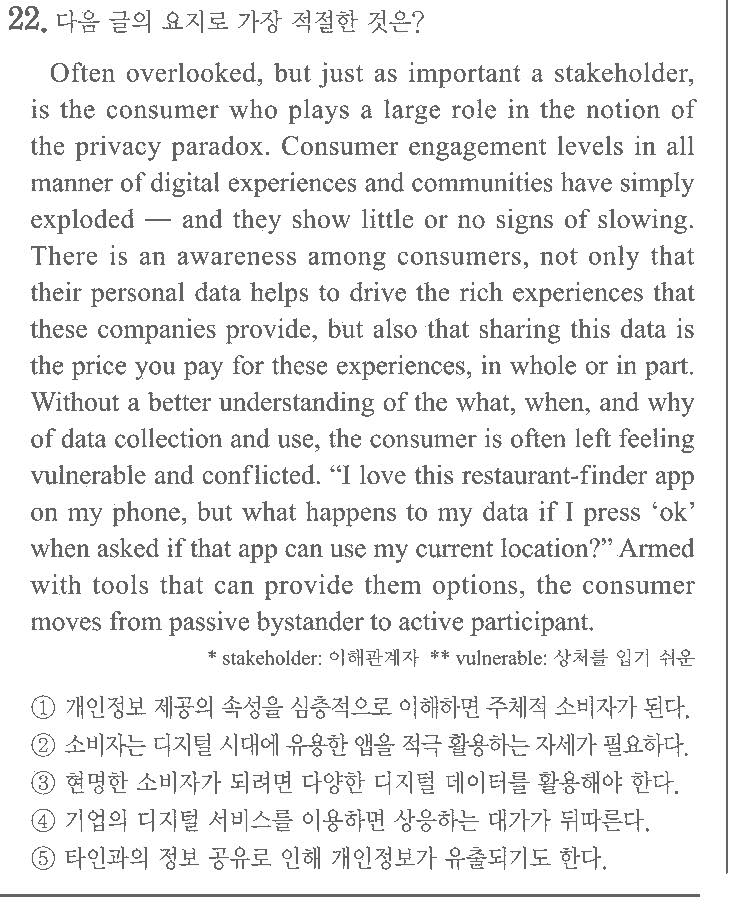 22. 다음 글의 요지로 가장 적절한 것은?
Often overlooked, but just as important a stakeholder,
is the consumer who plays a large role in the notion of
the privacy paradox. Consumer engagement levels in all
manner of digital experiences and communities have simply
exploded — and they show little or no signs of slowing.
There is an awareness among consumers, not only that
their personal data helps to drive the rich experiences that
these companies provide, but also that sharing this data is
the price you pay for these experiences, in whole or in part.
Without a better understanding of the what, when, and why
of data collection and use, the consumer is often left feeling
vulnerable and conflicted. “I love this restaurant-finder app
on my phone, but what happens to my data if I press ‘ok’
when asked if that app can use my current location?” Armed
with tools that can provide them options, the consumer
moves from passive bystander to active participant.
* stakeholder: 이해관계자 ** vulnerable: 상처를 입기 쉬운
① 개인정보 제공의 속성을 심층적으로 이해하면 주체적 소비자가 된다.
② 소비자는 디지털 시대에 유용한 앱을 적극 활용하는 자세가 필요하다.
③ 현명한 소비자가 되려면 다양한 디지털 데이터를 활용해야 한다.
④ 기업의 디지털 서비스를 이용하면 상응하는 대가가 뒤따른다.
⑤ 타인과의 정보 공유로 인해 개인정보가 유출되기도 한다.